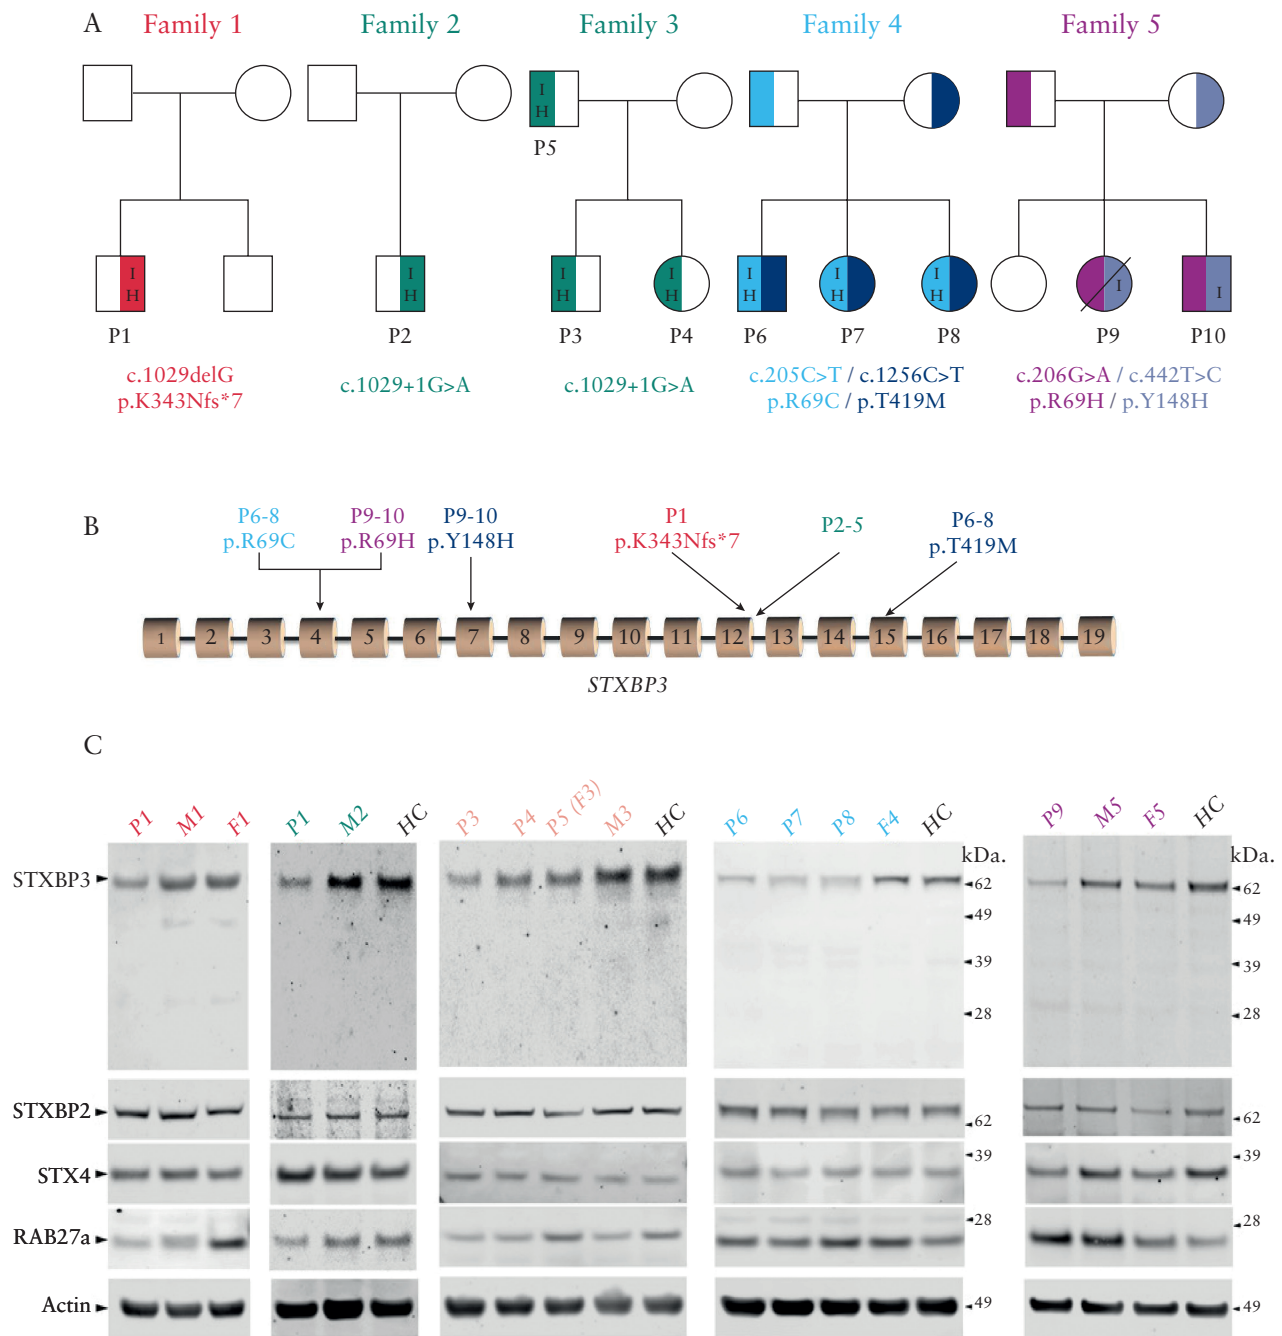 A
Family 1
Family 2
Family 3
Family 4
Family 5
I
H
P5
I
H
I
H
I
H
I
H
I
H
I
H
I
H
I
I
P1
P2
P3
P4
P6
P7
P8
P9
P10
c.1029delG
p.K343Nfs*7
c.1029+1G>A
c.1029+1G>A
c.205C>T / c.1256C>T
p.R69C / p.T419M
c.206G>A / c.442T>C
p.R69H / p.Y148H
B
P6-8
p.R69C
P9-10
p.R69H
P9-10
p.Y148H
P1
p.K343Nfs*7
P2-5
P6-8
p.T419M
1 2 3 4 5 6 7 8 9 10 11 12 13 14 15 16 17 18 19
STXBP3
C
P1 M1 F1
P1 M2 HC
P3 P4 P5 (F3) M3 HC
P6 P7 P8 F4 HC
P9 M5 F5 HC
kDa.
kDa.
STXBP3
62
49
39
28
62
49
39
28
STXBP2
62
62
STX4
39
39
RAB27a
28
28
Actin
49
49